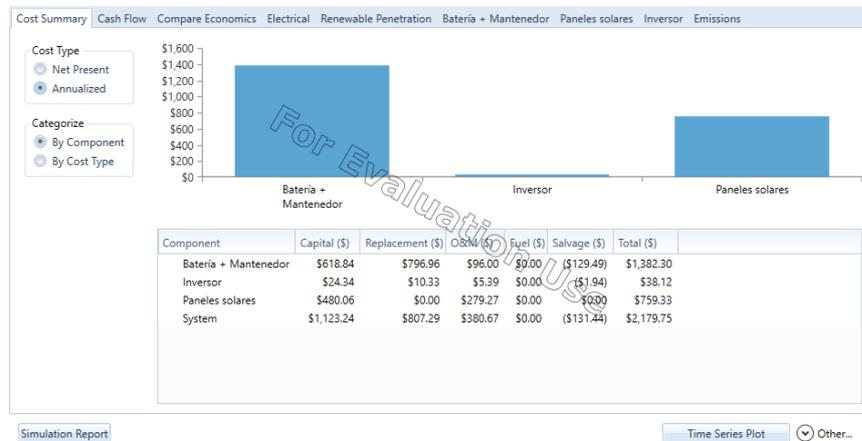 Cost Summary Cash Flow Compare Economics Electrical Renewable Penetration Batería + Mantenedor Paneles solares Inversor Emissions
Cost Type
Net Present
Annualized
Categorize
By Component
By Cost Type
$1,600
$1,400
$1,200
$1,000
$800
$600
$400
$200
$0
Batería +
Mantenedor
Inversor
Paneles solares
For Evaluation Use
Component Capital ($) Replacement ($) O&M ($) Fuel ($) Salvage ($) Total ($)
Batería + Mantenedor $618.84 $796.96 $96.00 $0.00 ($129.49) $1,382.30
Inversor $24.34 $10.33 $5.39 $0.00 ($1.94) $38.12
Paneles solares $480.06 $0.00 $279.27 $0.00 $0.00 $759.33
System $1,123.24 $807.29 $380.67 $0.00 ($131.44) $2,179.75
Simulation Report Time Series Plot Other...